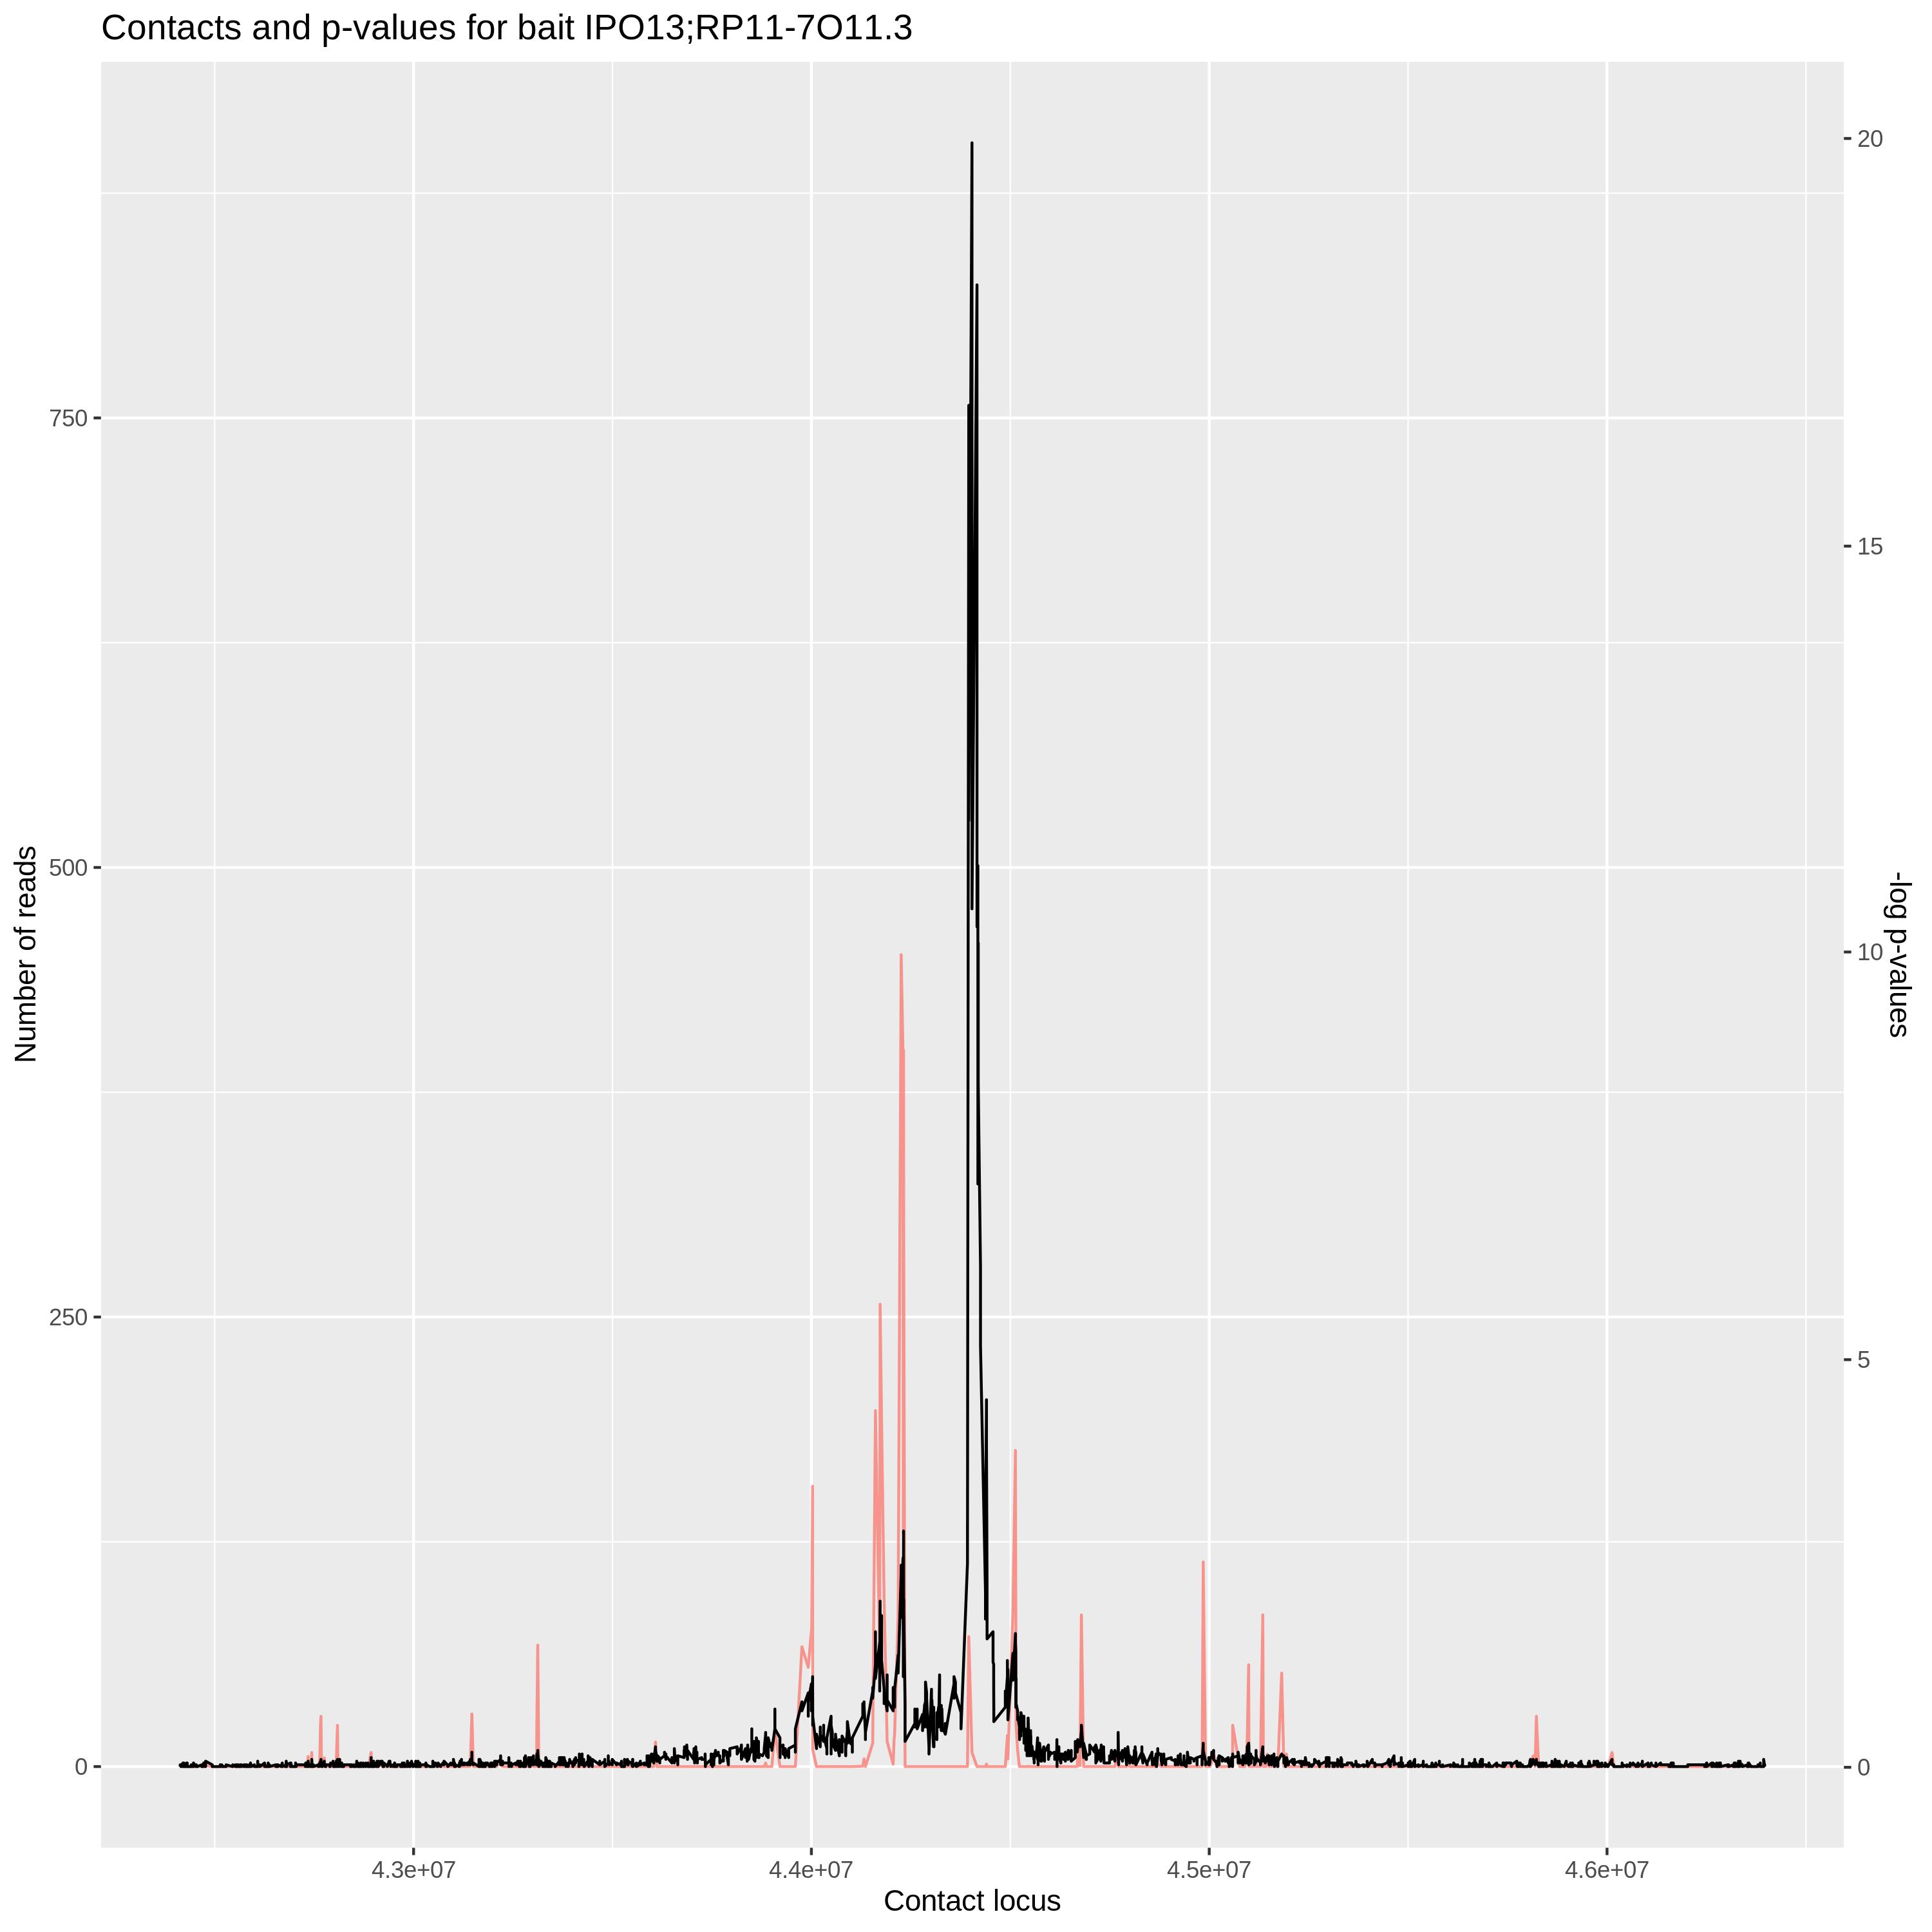 Contacts and p-values for bait IPO13;RP11-7O11.3
20
750
15
500
10
250
5
0
0
Number of reads
-log p-values
4.3e+07
4.4e+07
4.5e+07
4.6e+07
Contact locus